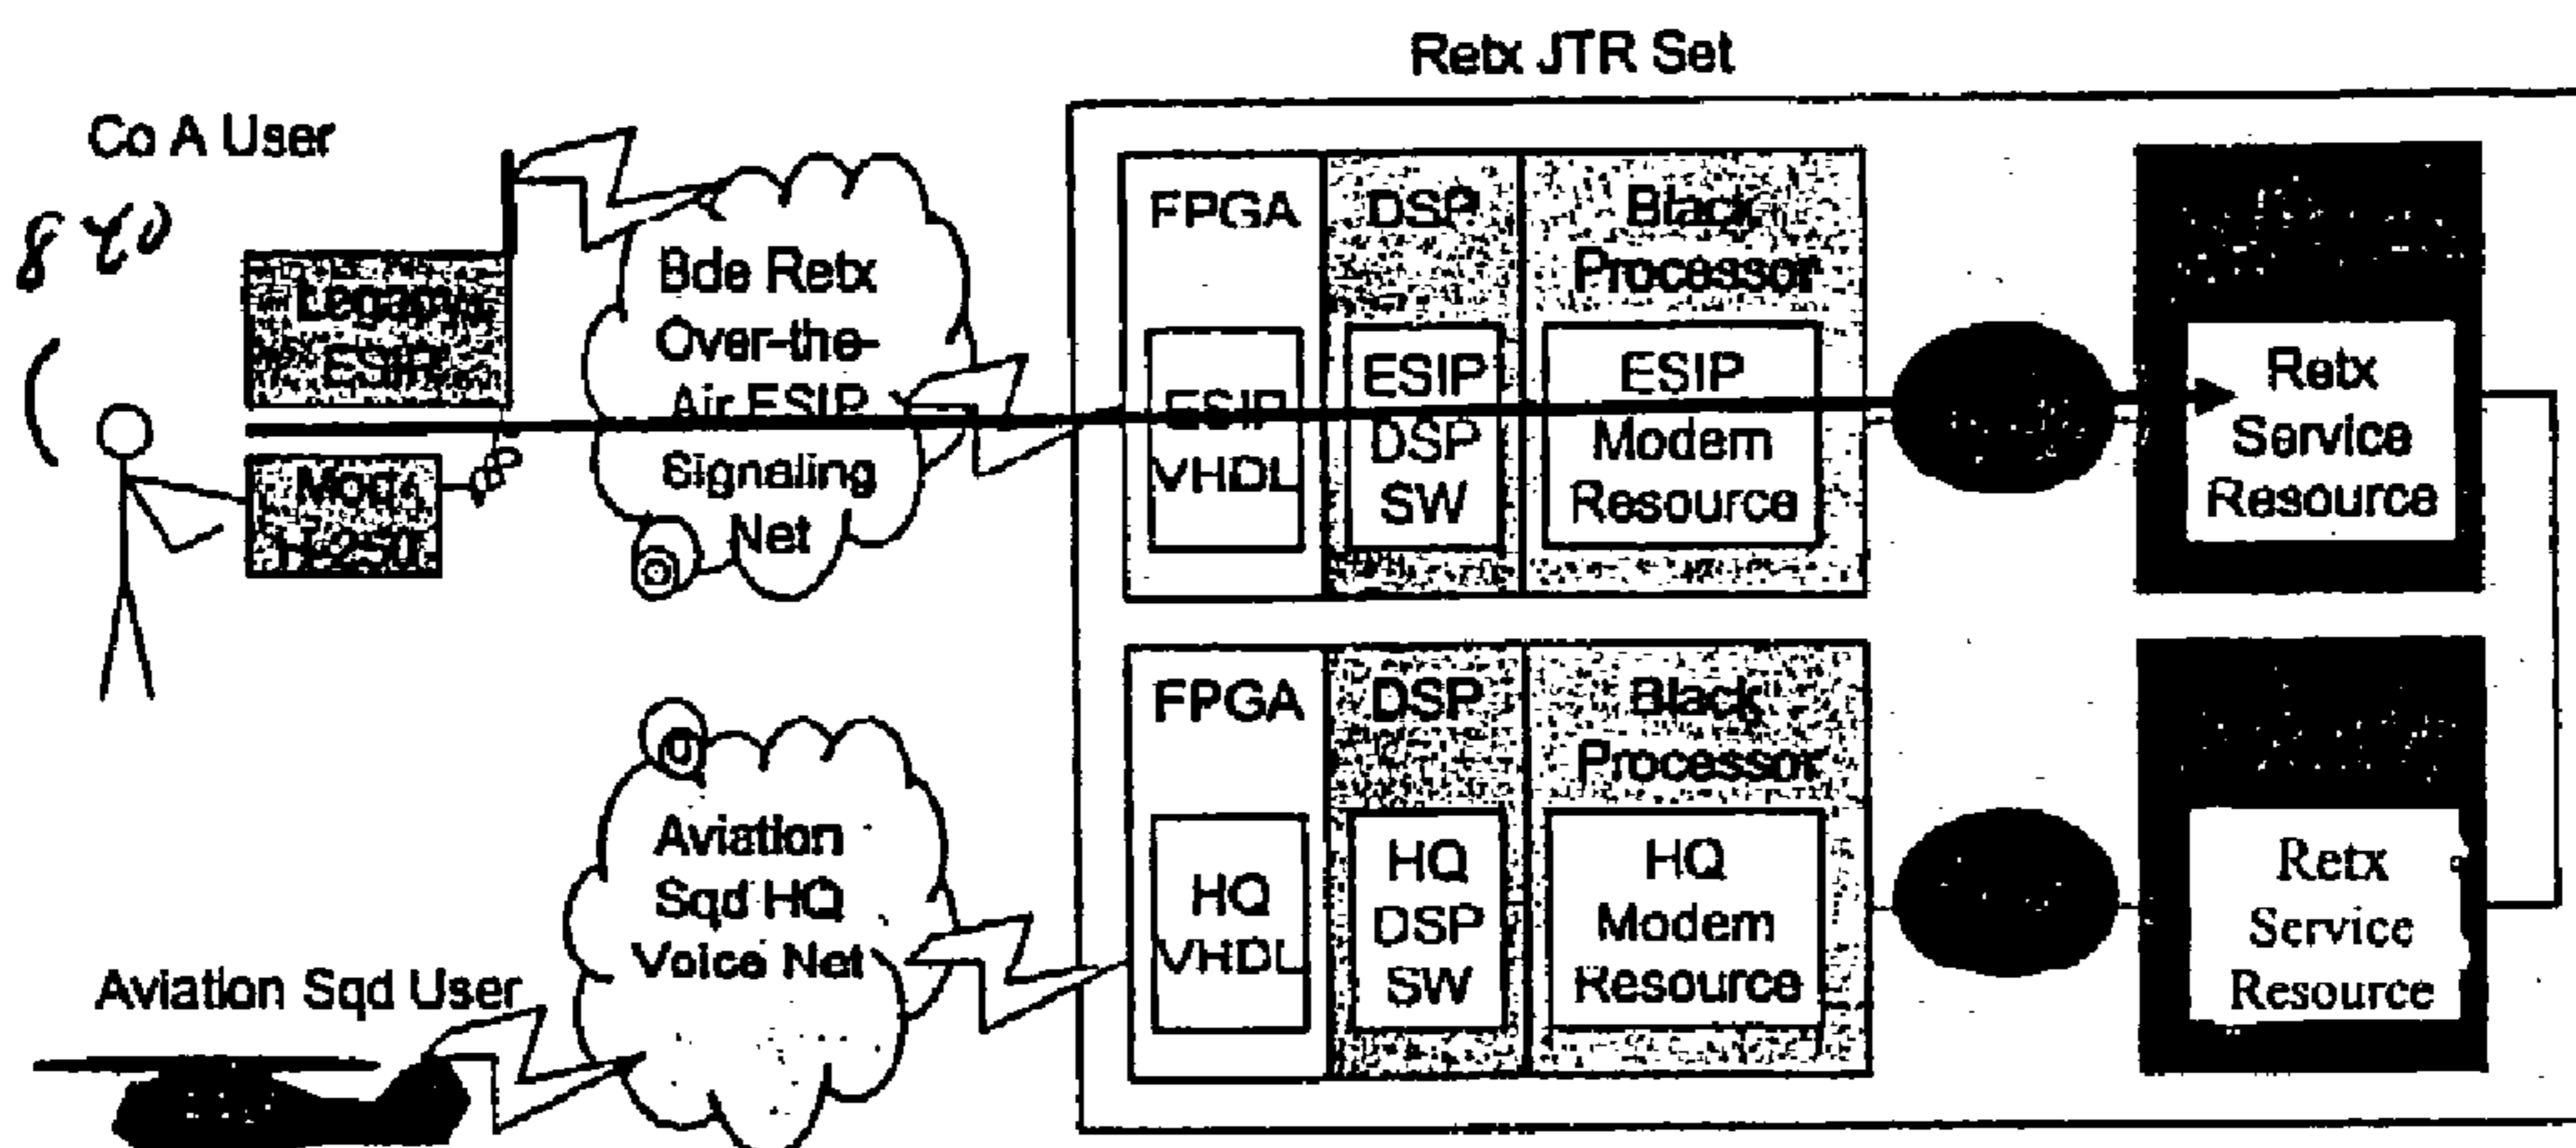 Retx JTR Set
Co A User
840
Legacy
ESIP
Mod
H-250
Bde Retx
Over-the-
Air ESIP
Signaling
Net
FPGA
ESIP
VHDL
DSP
ESIP
DSP
SW
Black
Processor
ESIP
Modem
Resource
Retx
Service
Resource
Aviation Sqd User
Aviation
Sqd HQ
Voice Net
FPGA
HQ
VHDL
DSP
HQ
DSP
SW
Black
Processor
HQ
Modem
Resource
Retx
Service
Resource